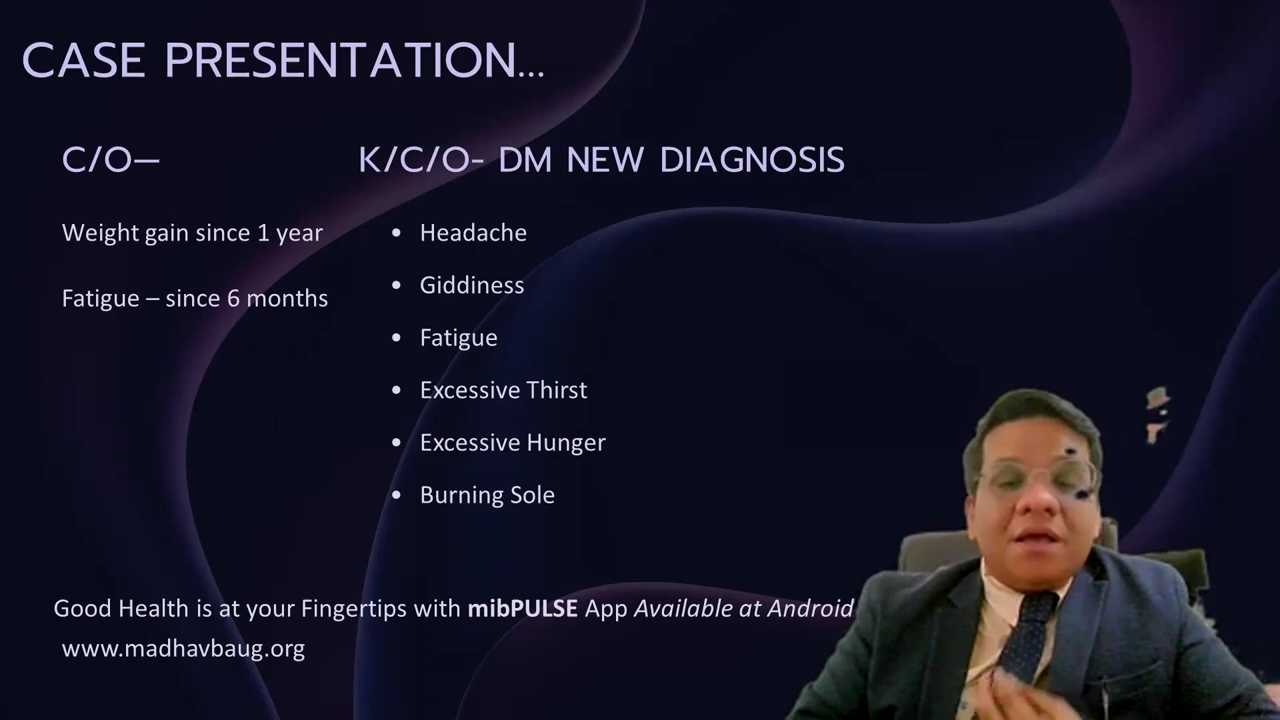 CASE PRESENTATION...
C/O—
Weight gain since 1 year
Fatigue – since 6 months
K/C/O- DM NEW DIAGNOSIS
• Headache
• Giddiness
• Fatigue
• Excessive Thirst
• Excessive Hunger
• Burning Sole
Good Health is at your Fingertips with mibPULSE App Available at Android
www.madhavbaug.org